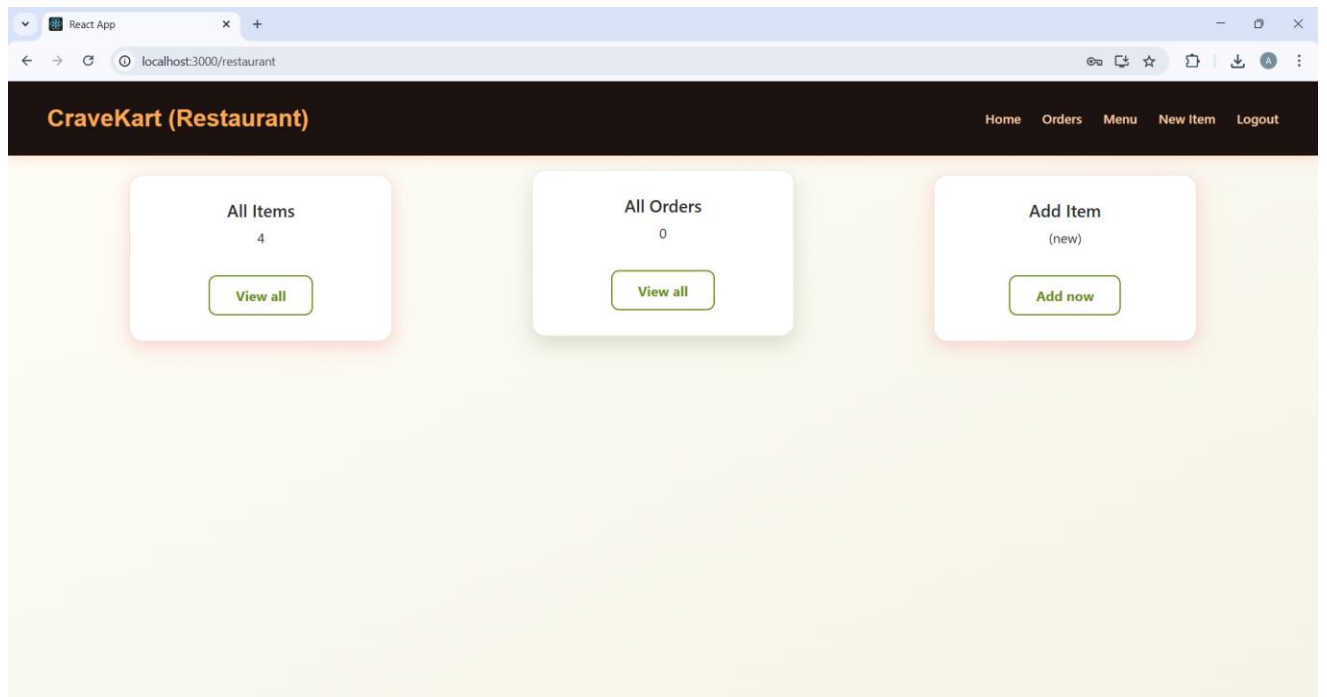 React App
localhost:3000/restaurant
A
CraveKart (Restaurant)
Home Orders Menu New Item Logout
All Items
4
View all
All Orders
0
View all
Add Item
(new)
Add now